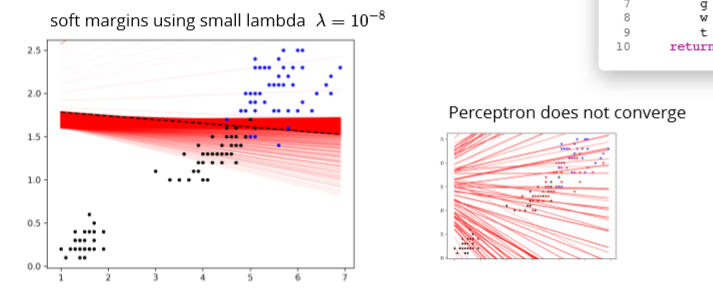 soft margins using small lambda λ = 10⁻⁸
2.5
2.0
1.5
1.0
0.5
0.0
1 2 3 4 5 6 7
7 g
8 w
9 t
10 return
Perceptron does not converge